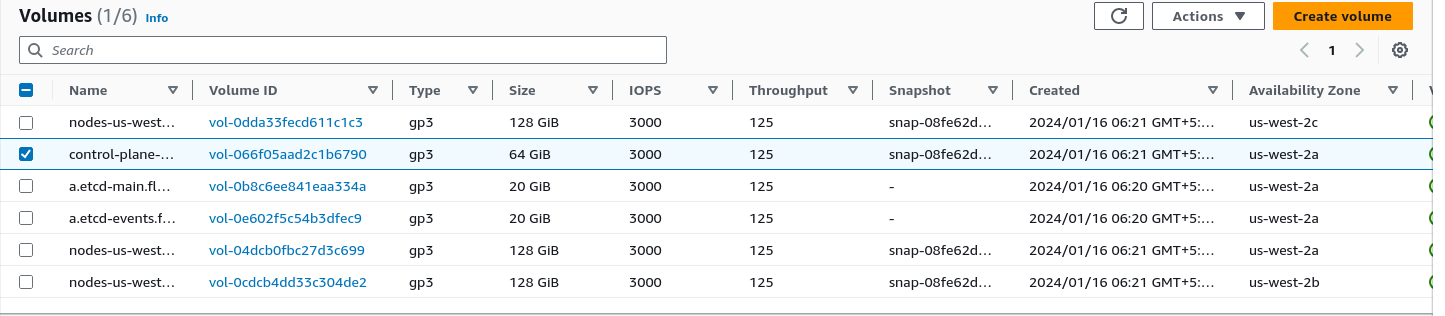 Volumes (1/6) Info Actions Create volume
Search 1
Name Volume ID Type Size IOPS Throughput Snapshot Created Availability Zone
nodes-us-west... vol-0dda33fecd611c1c3 gp3 128 GiB 3000 125 snap-08fe62d... 2024/01/16 06:21 GMT+5:... us-west-2c
control-plane-... vol-066f05aad2c1b6790 gp3 64 GiB 3000 125 snap-08fe62d... 2024/01/16 06:21 GMT+5:... us-west-2a
a.etcd-main.fl... vol-0b8c6ee841eaa334a gp3 20 GiB 3000 125 - 2024/01/16 06:20 GMT+5:... us-west-2a
a.etcd-events.f... vol-0e602f5c54b3dfec9 gp3 20 GiB 3000 125 - 2024/01/16 06:20 GMT+5:... us-west-2a
nodes-us-west... vol-04dcb0fbc27d3c699 gp3 128 GiB 3000 125 snap-08fe62d... 2024/01/16 06:21 GMT+5:... us-west-2a
nodes-us-west... vol-0cdcb4dd33c304de2 gp3 128 GiB 3000 125 snap-08fe62d... 2024/01/16 06:21 GMT+5:... us-west-2b